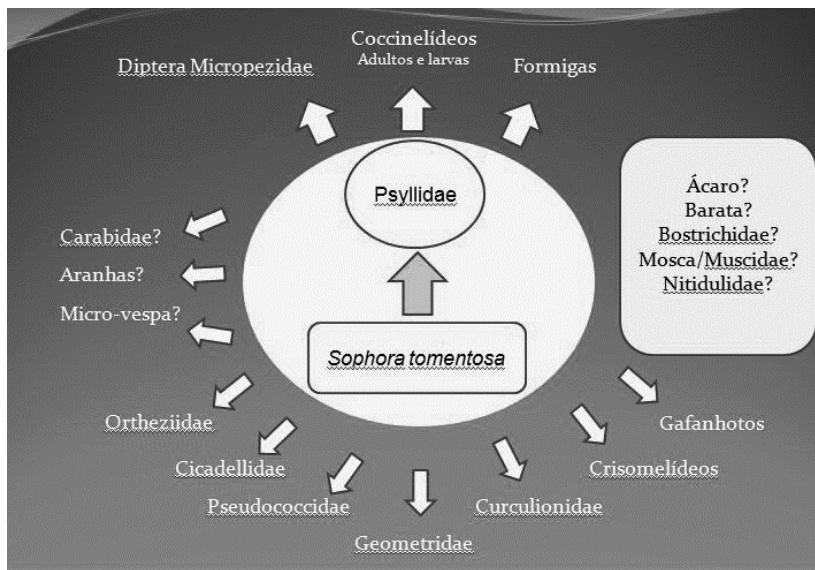 Coccinelídeos
Adultos e larvas
Diptera Micropezidae
Formigas
Psyllidae
Ácaro?
Barata?
Bostrichidae?
Mosca/Muscidae?
Nitidulidae?
Carabidae?
Aranhas?
Micro-vespa?
Sophora tomentosa
Ortheziidae
Cicadellidae
Pseudococcidae
Geometridae
Curculionidae
Crisomelídeos
Gafanhotos